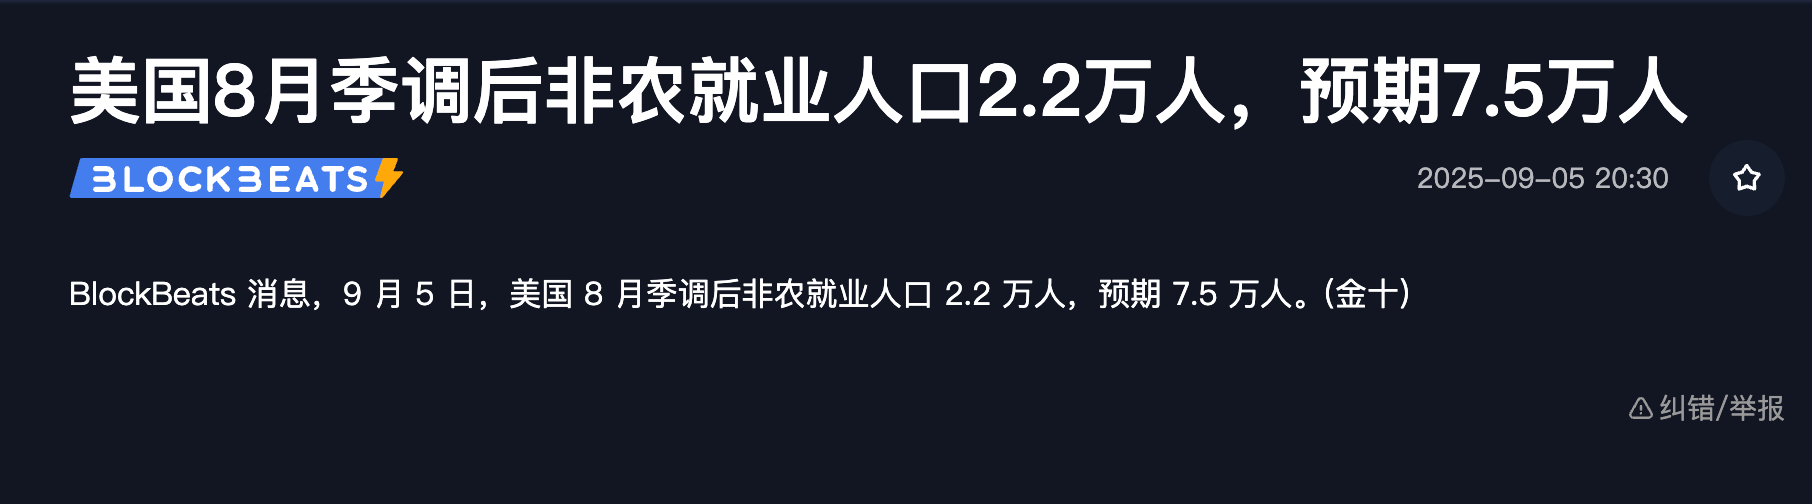 美国8月季调后非农就业人口2.2万人，预期7.5万人
BLOCKBEATS
2025-09-05 20:30
BlockBeats 消息，9 月 5 日，美国 8 月季调后非农就业人口 2.2 万人，预期 7.5 万人。(金十)
纠错/举报